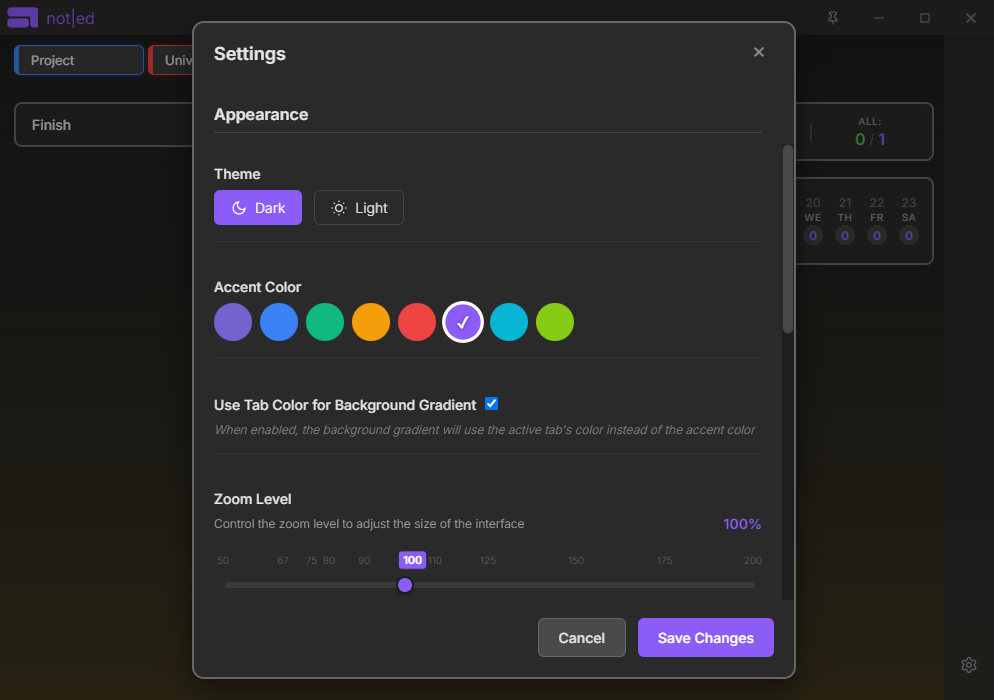 not|ed
Project
Univ
Finish
ALL:
0 / 1
20 21 22 23
WE TH FR SA
0 0 0 0
Settings
Appearance
Theme
Dark Light
Accent Color
Use Tab Color for Background Gradient
When enabled, the background gradient will use the active tab's color instead of the accent color
Zoom Level
Control the zoom level to adjust the size of the interface 100%
50 67 75 80 90 100 110 125 150 175 200
Cancel Save Changes